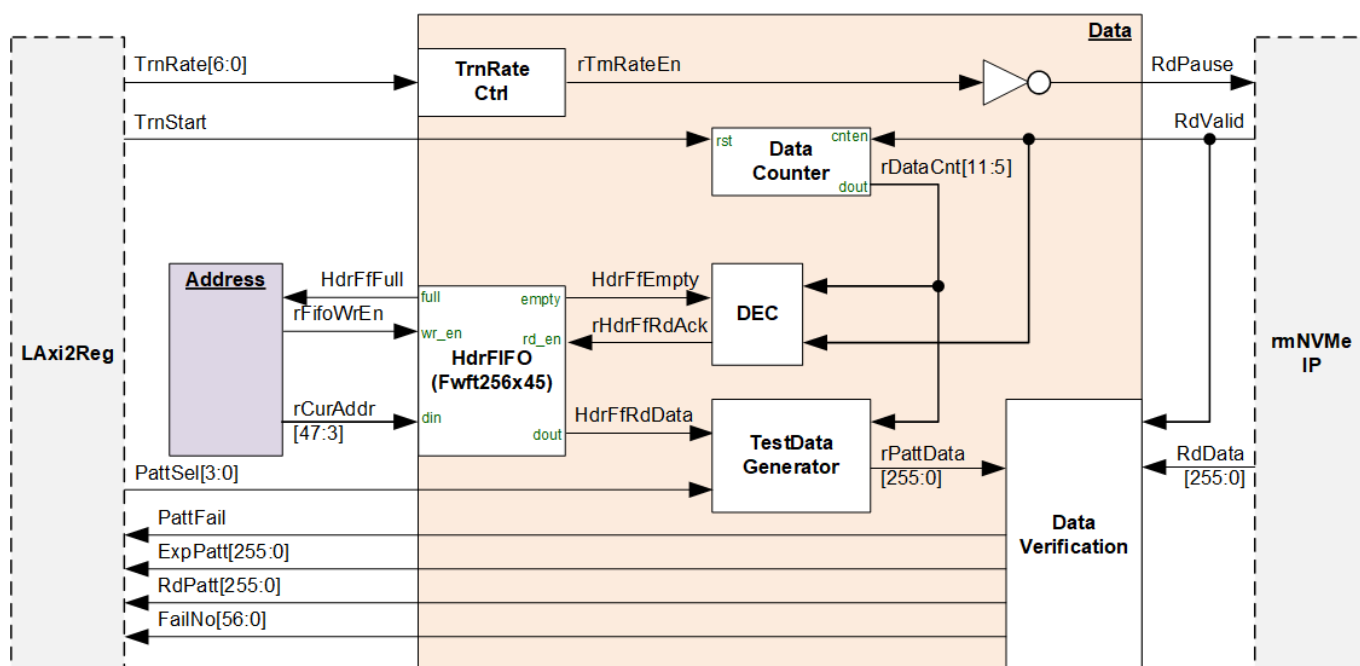 Data
TrnRate[6:0]
TrnRate
Ctrl
rTrnRateEn
RdPause
TrnStart
rst
Data
Counter
cnten
dout
rDataCnt[11:5]
RdValid
Address
HdrFfFull
rFifoWrEn
rCurAddr
[47:3]
full
empty
wr_en
rd_en
HdrFIFO
(Fwft256x45)
din
dout
HdrFfEmpty
rHdrFfRdAck
DEC
LAxi2Reg
rmNVMe
IP
HdrFfRdData
TestData
Generator
rPattData
[255:0]
RdData
[255:0]
PattSel[3:0]
PattFail
ExpPatt[255:0]
RdPatt[255:0]
FailNo[56:0]
Data
Verification